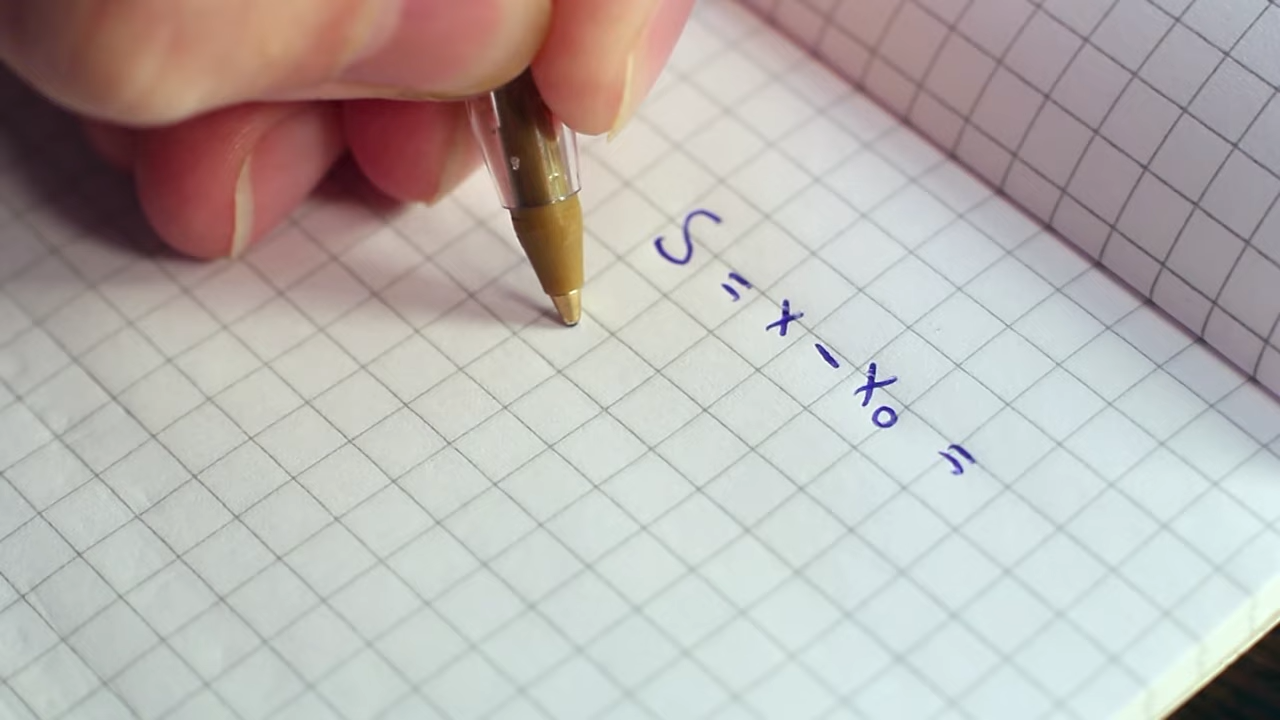 S = x - x₀ =